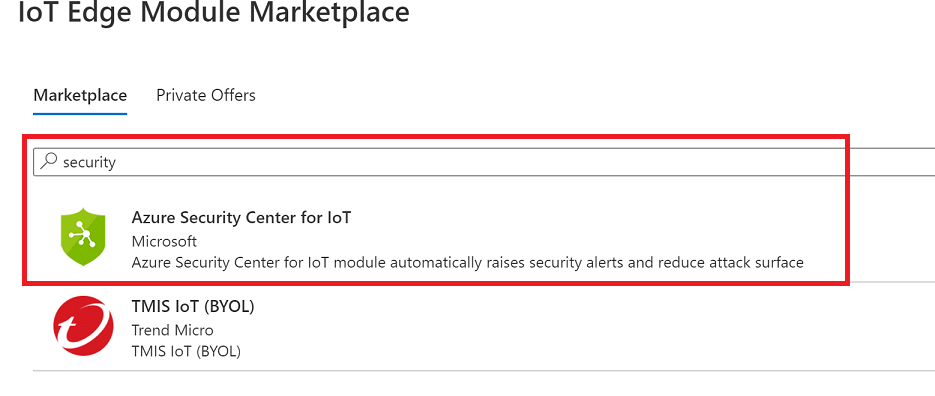 IoT Edge Module Marketplace
Marketplace Private Offers
security
Azure Security Center for IoT
Microsoft
Azure Security Center for IoT module automatically raises security alerts and reduce attack surface
TMIS IoT (BYOL)
Trend Micro
TMIS IoT (BYOL)